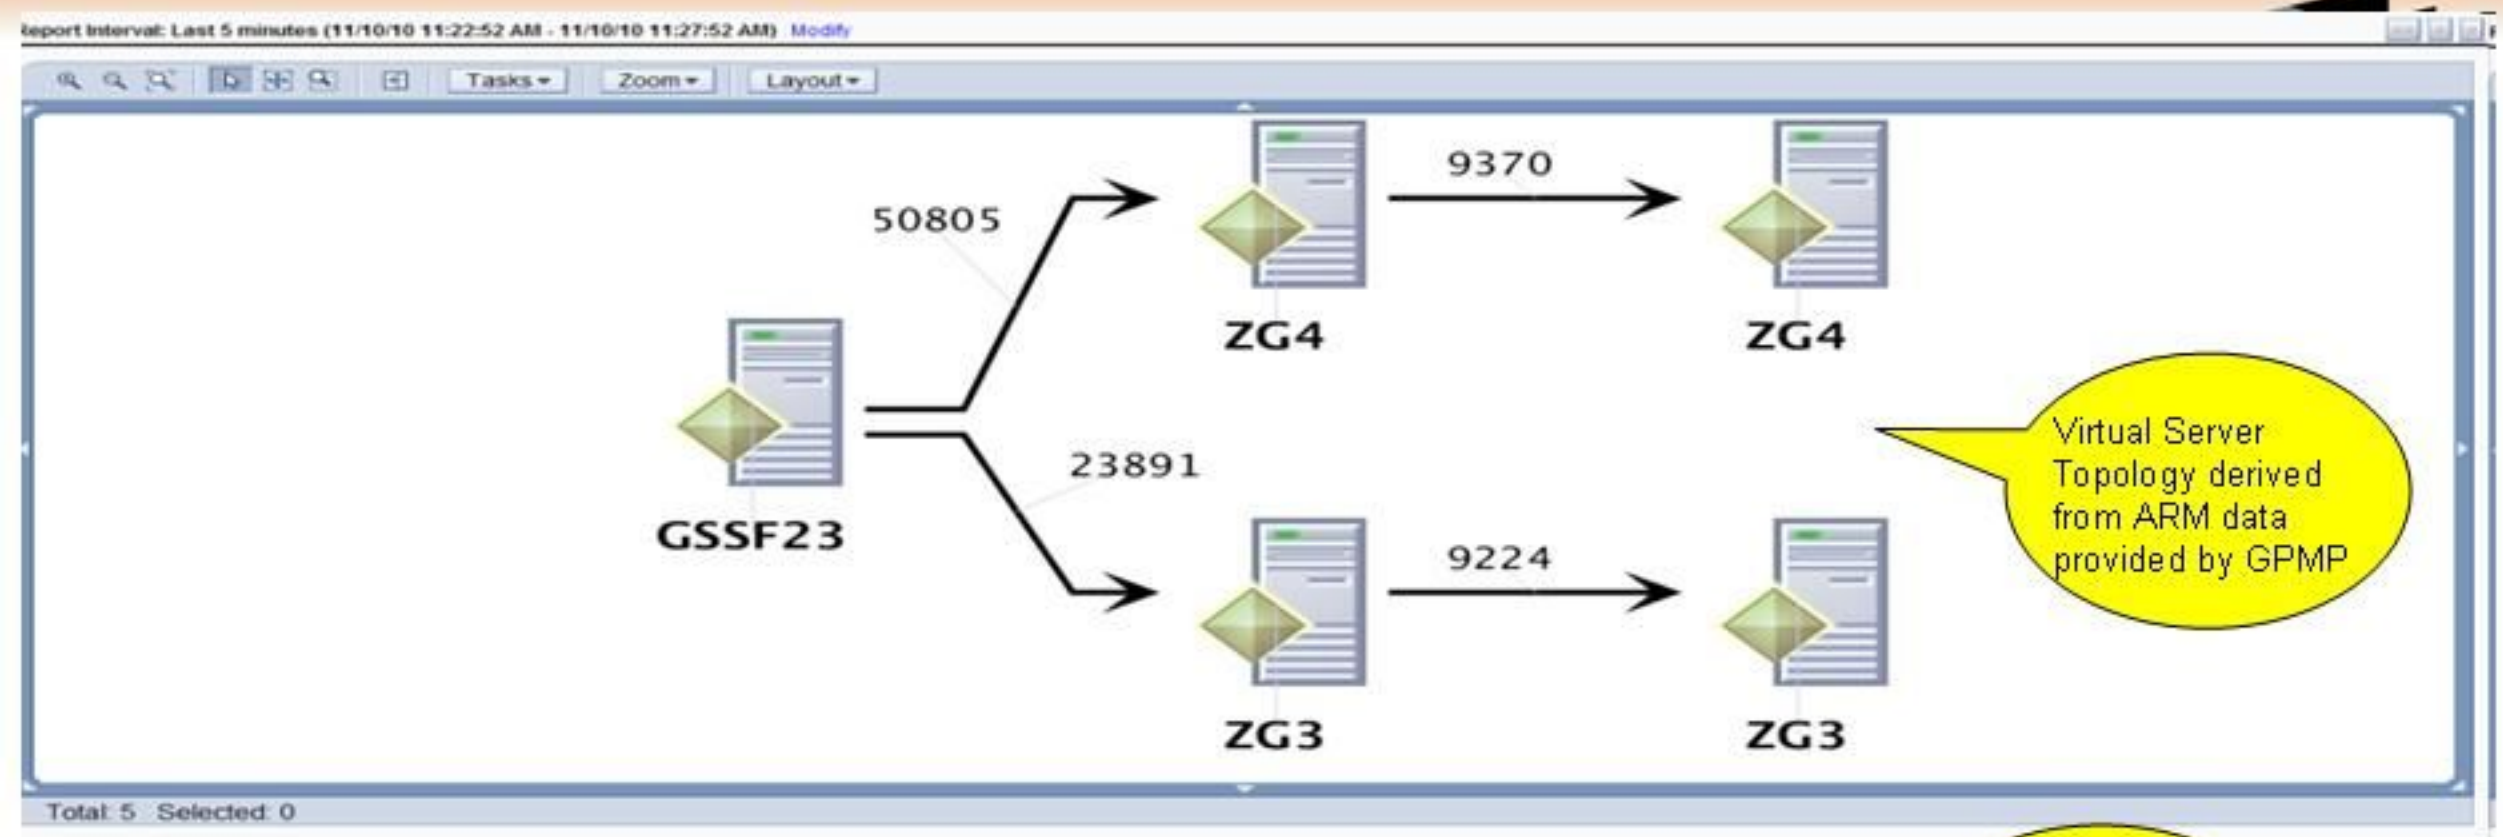 Report Interval: Last 5 minutes (11/10/10 11:22:52 AM - 11/10/10 11:27:52 AM) Modify
Tasks Zoom Layout
50805
9370
ZG4
ZG4
GSSF23
23891
9224
ZG3
ZG3
Virtual Server
Topology derived
from ARM data
provided by GPMP
Total: 5 Selected: 0